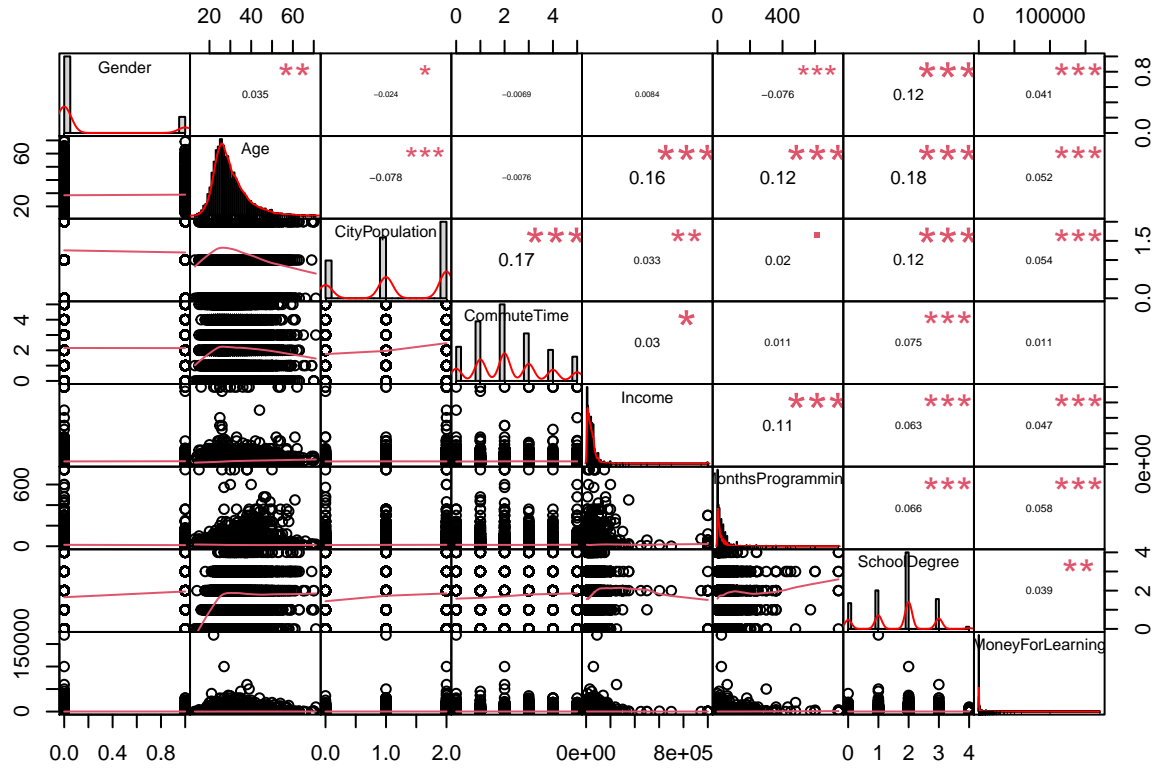 20 40 60 0 2 4 0 400 0 100000
Gender ** * *** *** ***
0.035 −0.024 −0.0069 0.0084 −0.076 0.12 0.041
0.0 0.8
20 60
Age *** *** *** *** ***
−0.078 −0.0076 0.16 0.12 0.18 0.052
CityPopulation *** ** *** ***
0.17 0.033 0.02 0.12 0.054
0.0 1.5
0 2 4
CommuteTime * ***
0.03 0.011 0.075 0.011
Income *** *** ***
0.11 0.063 0.047
0e+00
0 600
onthsProgrammin *** ***
0.066 0.058
SchoolDegree **
0.039
0 2 4
0 150000
MoneyForLearning
0.0 0.4 0.8 0.0 1.0 2.0 0e+00 8e+05 0 1 2 3 4